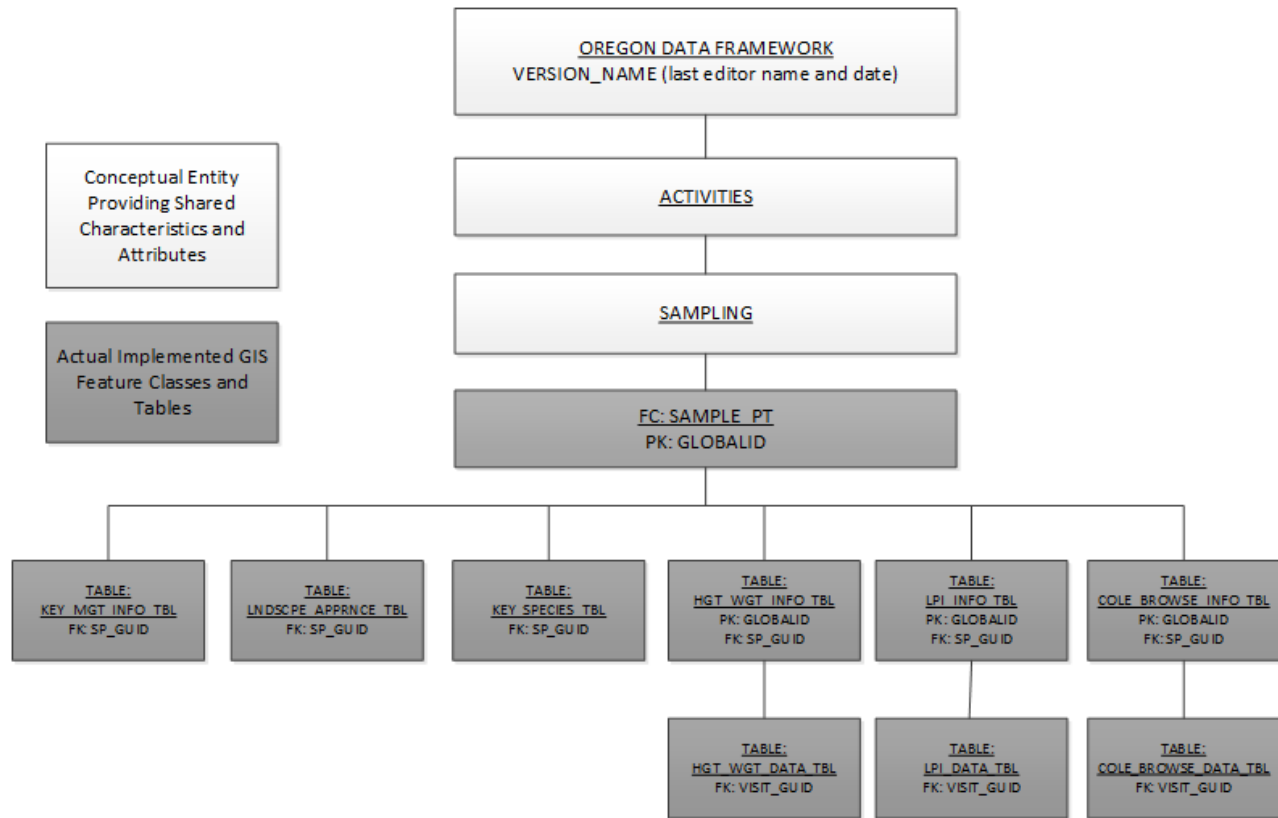 OREGON DATA FRAMEWORK
VERSION_NAME (last editor name and date)
Conceptual Entity
Providing Shared
Characteristics and
Attributes
ACTIVITIES
SAMPLING
Actual Implemented GIS
Feature Classes and
Tables
FC: SAMPLE_PT
PK: GLOBALID
TABLE:
KEY_MGT_INFO_TBL
FK: SP_GUID
TABLE:
LNDSCPE_APPRNCE_TBL
FK: SP_GUID
TABLE:
KEY_SPECIES_TBL
FK: SP_GUID
TABLE:
HGT_WGT_INFO_TBL
PK: GLOBALID
FK: SP_GUID
TABLE:
LPI_INFO_TBL
PK: GLOBALID
FK: SP_GUID
TABLE:
COLE_BROWSE_INFO_TBL
PK: GLOBALID
FK: SP_GUID
TABLE:
HGT_WGT_DATA_TBL
FK: VISIT_GUID
TABLE:
LPI_DATA_TBL
FK: VISIT_GUID
TABLE:
COLE_BROWSE_DATA_TBL
FK: VISIT_GUID